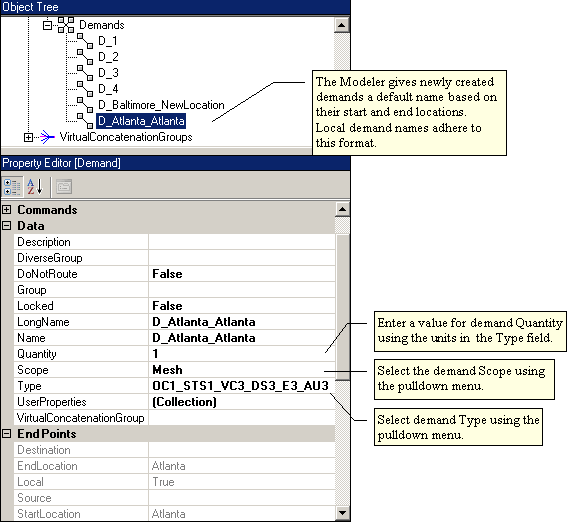 Object Tree
Demands
D_1
D_2
D_3
D_4
D_Baltimore_NewLocation
D_Atlanta_Atlanta
VirtualConcatenationGroups
The Modeler gives newly created
demands a default name based on
their start and end locations.
Local demand names adhere to
this format.
Property Editor [Demand]
Commands
Data
Description
DiverseGroup
DoNotRoute False
Group
Locked False
LongName D_Atlanta_Atlanta
Name D_Atlanta_Atlanta
Quantity 1
Scope Mesh
Type OC1_STS1_VC3_DS3_E3_AU3
UserProperties (Collection)
VirtualConcatenationGroup
End Points
Destination
EndLocation Atlanta
Local True
Source
StartLocation Atlanta
Enter a value for demand Quantity
using the units in the Type field.
Select the demand Scope using
the pulldown menu.
Select demand Type using the
pulldown menu.